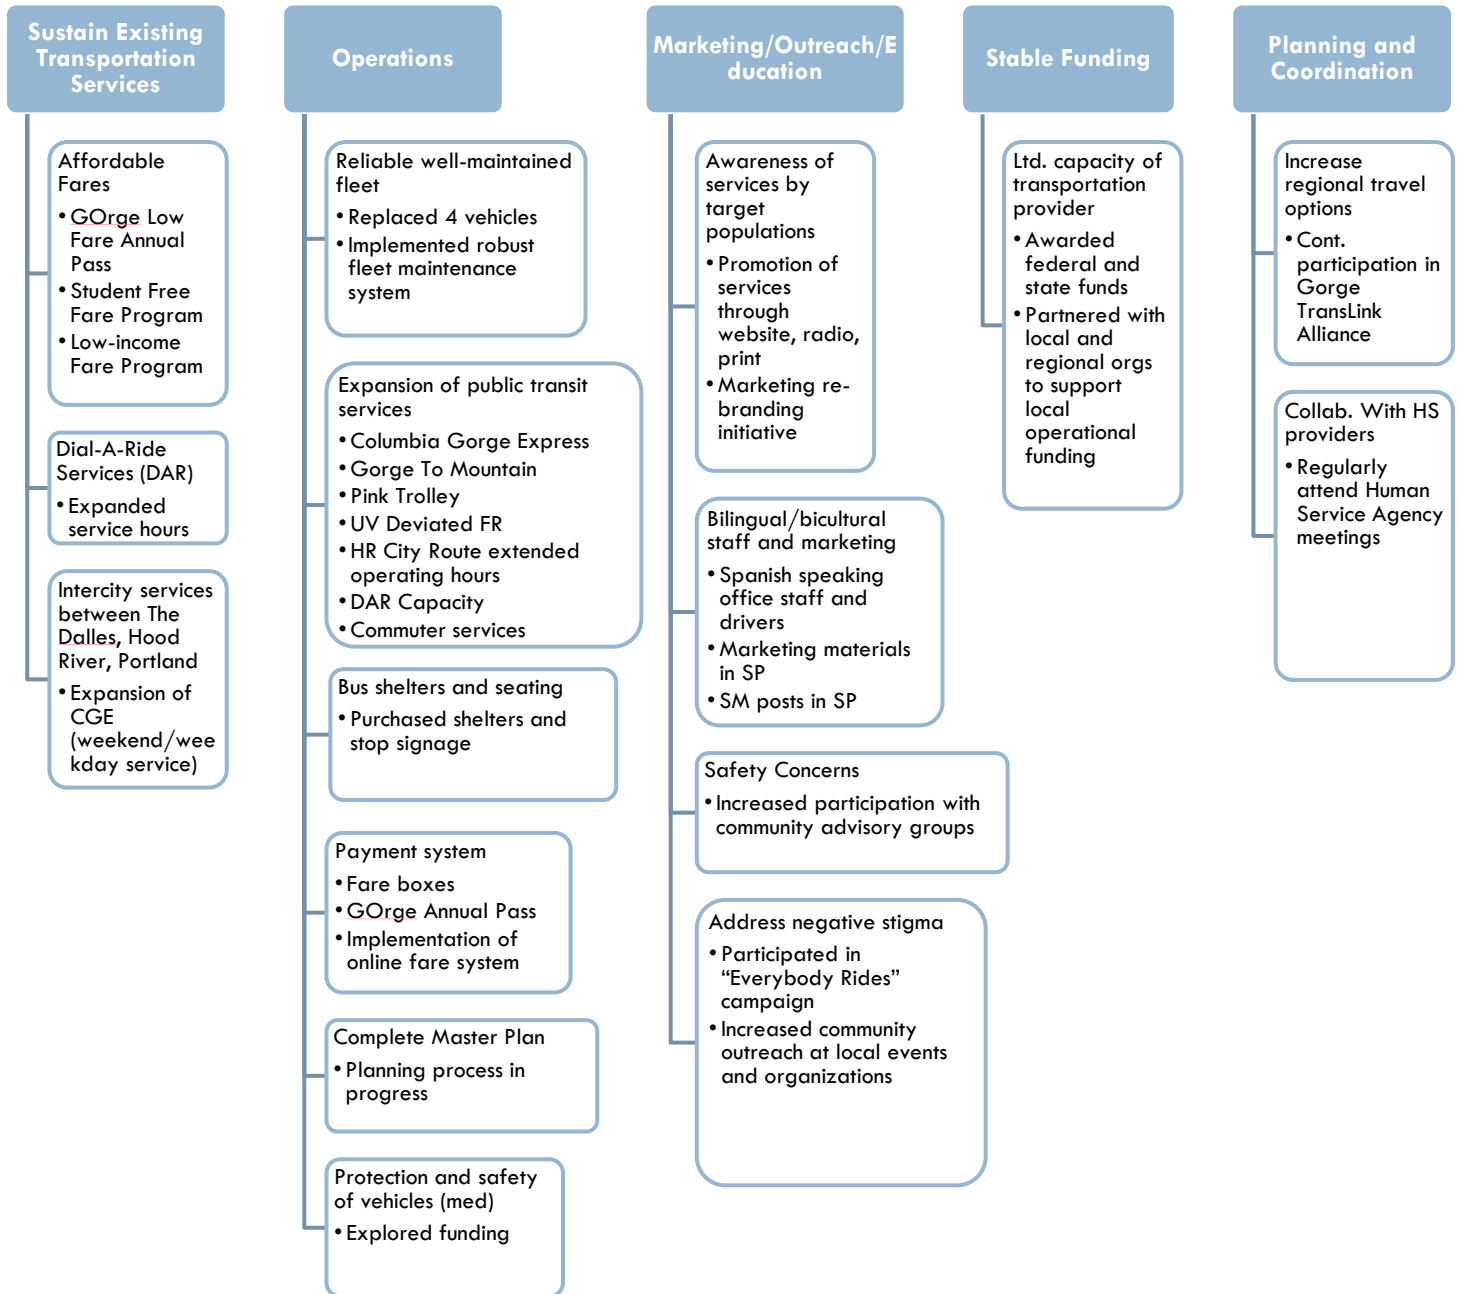 Sustain Existing
Transportation
Services
Affordable
Fares
• GOrge Low
Fare Annual
Pass
• Student Free
Fare Program
• Low-income
Fare Program
Dial-A-Ride
Services (DAR)
• Expanded
service hours
Intercity services
between The
Dalles, Hood
River, Portland
• Expansion of
CGE
(weekend/wee
kday service)
Operations
Reliable well-maintained
fleet
• Replaced 4 vehicles
• Implemented robust
fleet maintenance
system
Expansion of public transit
services
• Columbia Gorge Express
• Gorge To Mountain
• Pink Trolley
• UV Deviated FR
• HR City Route extended
operating hours
• DAR Capacity
• Commuter services
Bus shelters and seating
• Purchased shelters and
stop signage
Payment system
• Fare boxes
• GOrge Annual Pass
• Implementation of
online fare system
Complete Master Plan
• Planning process in
progress
Protection and safety
of vehicles (med)
• Explored funding
Marketing/Outreach/E
ducation
Awareness of
services by
target
populations
• Promotion of
services
through
website, radio,
print
• Marketing re-
branding
initiative
Bilingual/bicultural
staff and marketing
• Spanish speaking
office staff and
drivers
• Marketing materials
in SP
• SM posts in SP
Safety Concerns
• Increased participation with
community advisory groups
Address negative stigma
• Participated in
“Everybody Rides”
campaign
• Increased community
outreach at local events
and organizations
Stable Funding
Ltd. capacity of
transportation
provider
• Awarded
federal and
state funds
• Partnered with
local and
regional orgs
to support
local
operational
funding
Planning and
Coordination
Increase
regional travel
options
• Cont.
participation in
Gorge
TransLink
Alliance
Collab. With HS
providers
• Regularly
attend Human
Service Agency
meetings